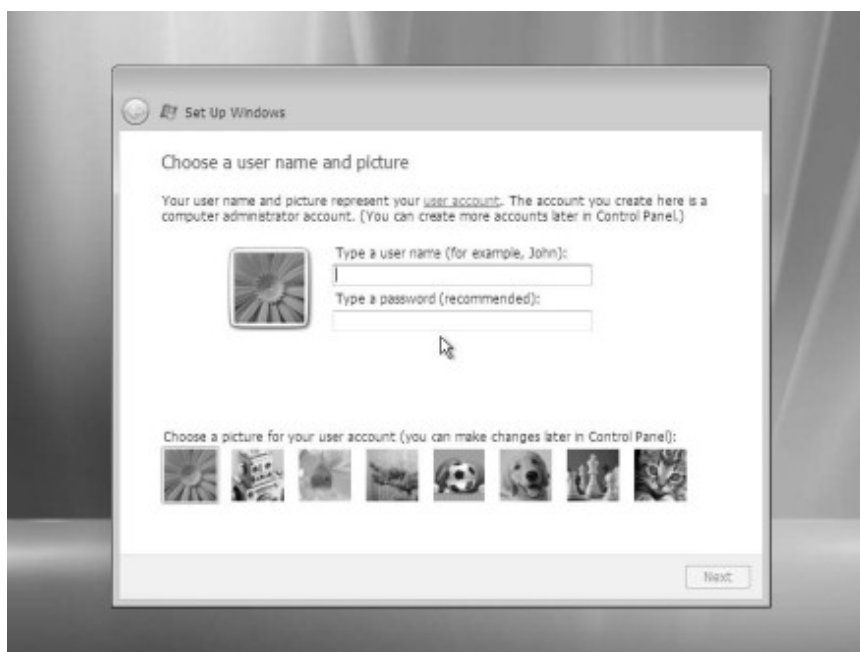 Set Up Windows
Choose a user name and picture
Your user name and picture represent your user account. The account you create here is a
computer administrator account. (You can create more accounts later in Control Panel.)
Type a user name (for example, John):
Type a password (recommended):
Choose a picture for your user account (you can make changes later in Control Panel):
Next